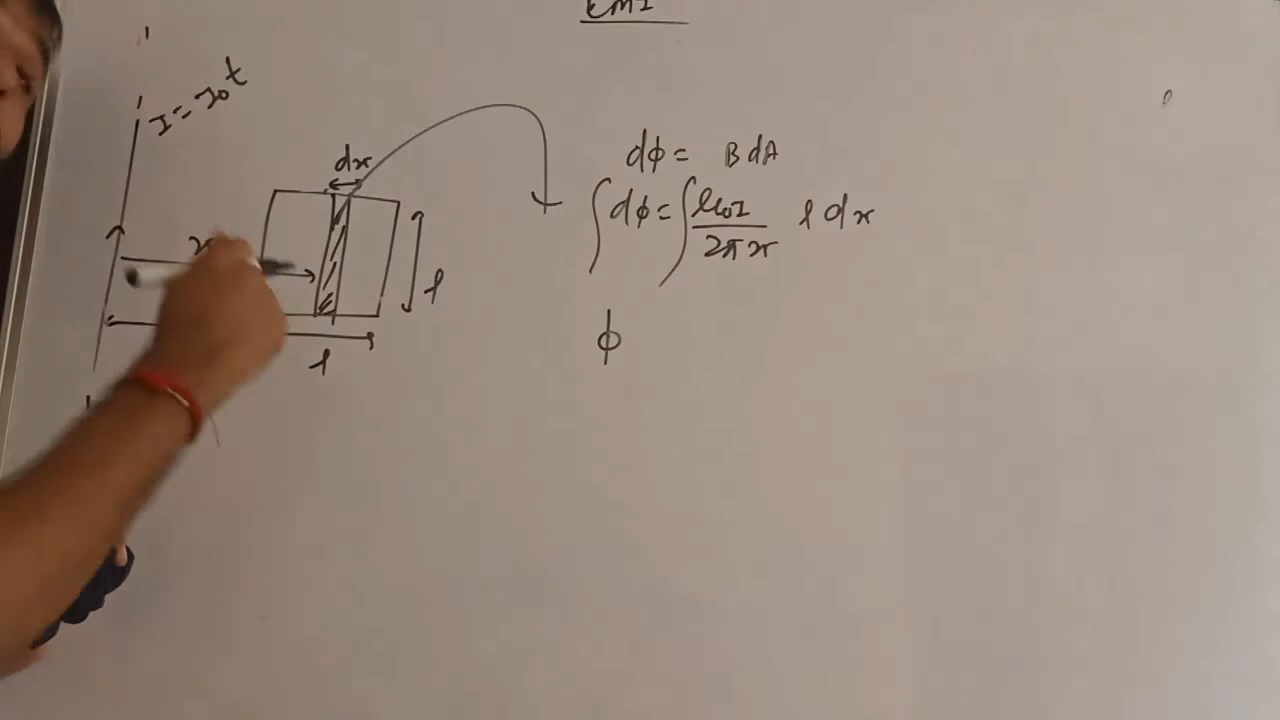 EMI
I = I₀t
dx
x
l
l
dφ = B dA
∫dφ = ∫ μ₀I / 2πx l dx
φ